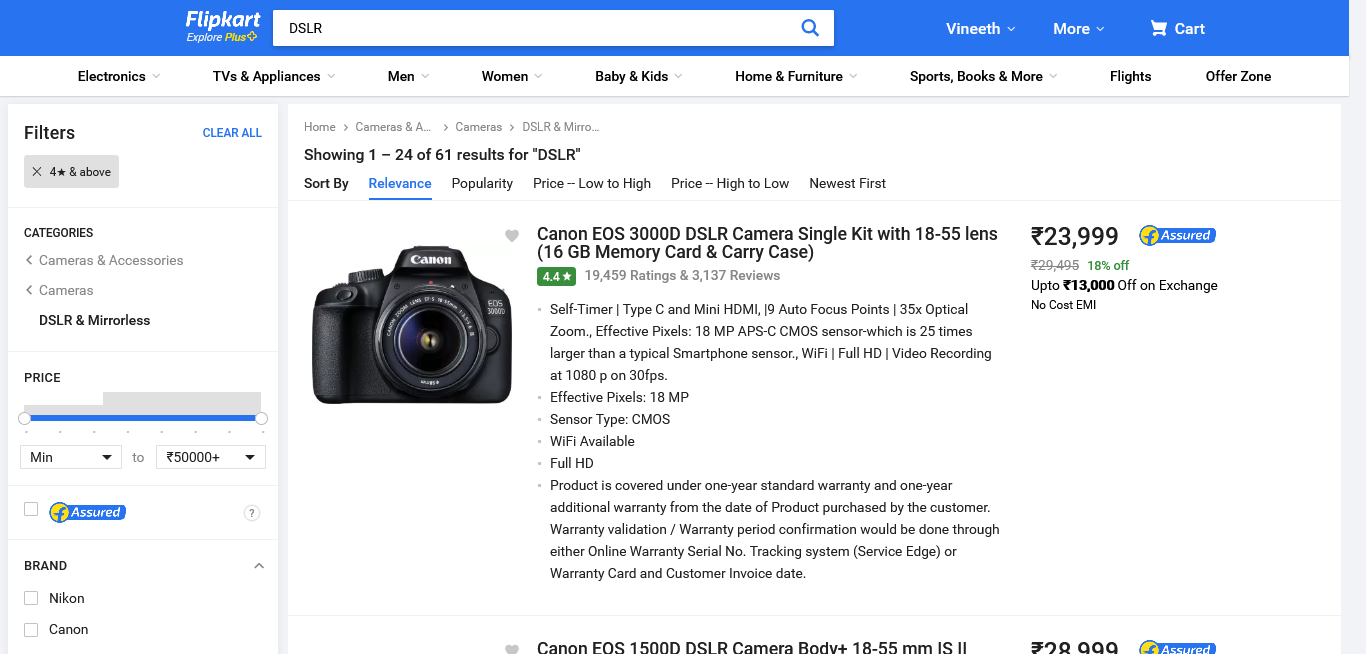 Flipkart
Explore Plus
DSLR
Vineeth
More
Cart
Electronics
TVs & Appliances
Men
Women
Baby & Kids
Home & Furniture
Sports, Books & More
Flights
Offer Zone
Filters
CLEAR ALL
4★ & above
CATEGORIES
Cameras & Accessories
Cameras
DSLR & Mirrorless
PRICE
Min
to
₹50000+
Assured
?
BRAND
Nikon
Canon
Home
Cameras & A...
Cameras
DSLR & Mirro...
Showing 1 – 24 of 61 results for "DSLR"
Sort By
Relevance
Popularity
Price -- Low to High
Price -- High to Low
Newest First
Canon
EOS
3000D
Canon EOS 3000D DSLR Camera Single Kit with 18-55 lens
(16 GB Memory Card & Carry Case)
4.4★ 19,459 Ratings & 3,137 Reviews
Self-Timer | Type C and Mini HDMI, |9 Auto Focus Points | 35x Optical
Zoom., Effective Pixels: 18 MP APS-C CMOS sensor-which is 25 times
larger than a typical Smartphone sensor., WiFi | Full HD | Video Recording
at 1080 p on 30fps.
Effective Pixels: 18 MP
Sensor Type: CMOS
WiFi Available
Full HD
Product is covered under one-year standard warranty and one-year
additional warranty from the date of Product purchased by the customer.
Warranty validation / Warranty period confirmation would be done through
either Online Warranty Serial No. Tracking system (Service Edge) or
Warranty Card and Customer Invoice date.
₹23,999
Assured
₹29,495 18% off
Upto ₹13,000 Off on Exchange
No Cost EMI
Canon EOS 1500D DSLR Camera Body+ 18-55 mm IS II
₹28,999
Assured